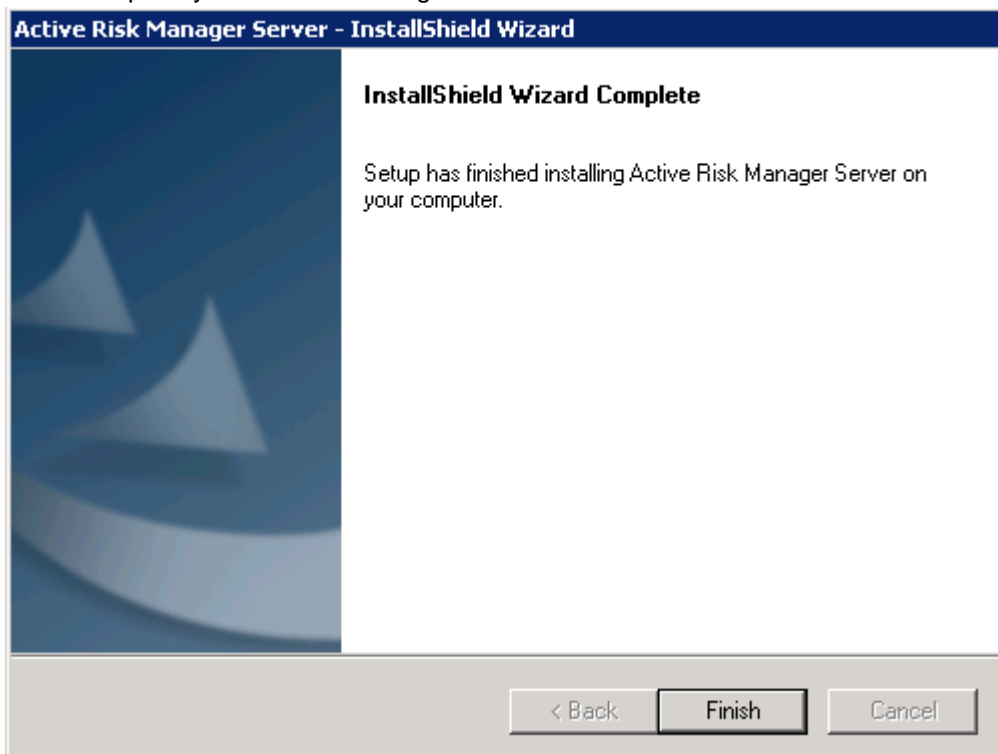 Active Risk Manager Server - InstallShield Wizard
InstallShield Wizard Complete
Setup has finished installing Active Risk Manager Server on
your computer.
< Back
Finish
Cancel